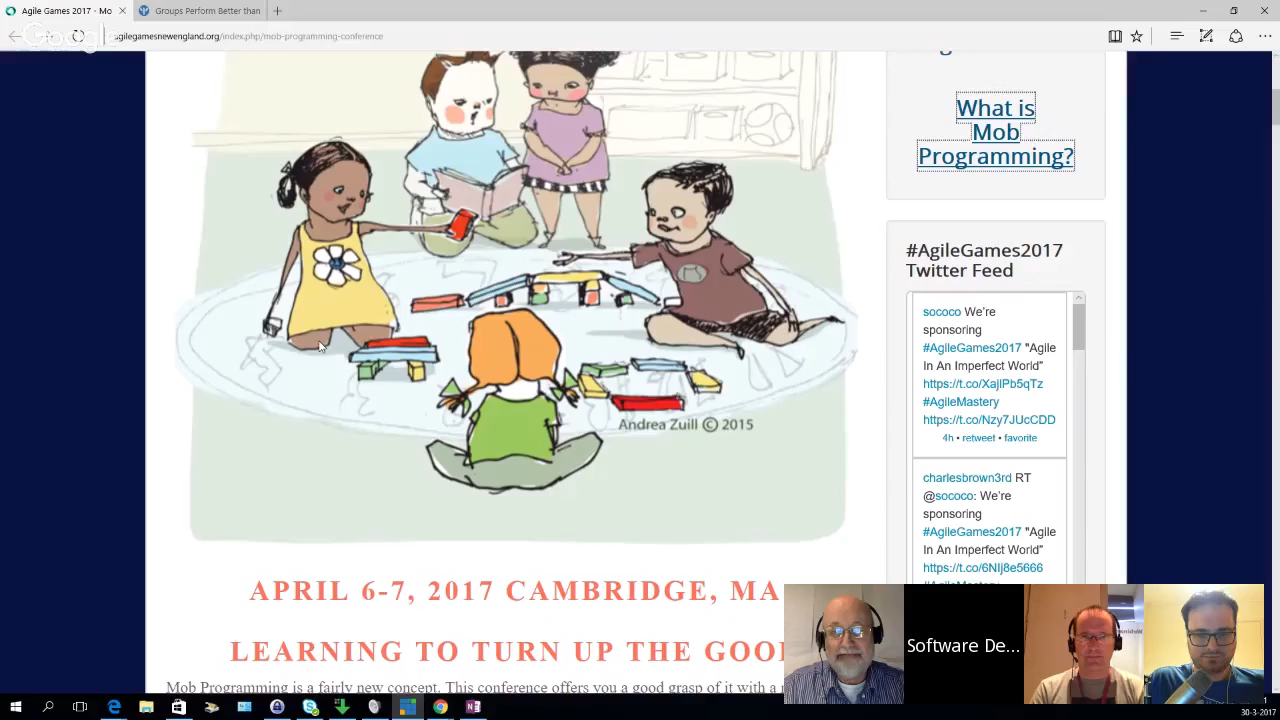 Agile Games 2017 - Mo
Groups Perform Better than
agilegamesnewengland.org/index.php/mob-programming-conference
What is
Mob
Programming?
#AgileGames2017
Twitter Feed
sococo We're
sponsoring
#AgileGames2017 "Agile
In An Imperfect World"
https://t.co/XajlPb5qTz
#AgileMastery
https://t.co/Nzy7JUcCDD
4h • retweet • favorite
charlesbrown3rd RT
@sococo: We're
sponsoring
#AgileGames2017 "Agile
In An Imperfect World"
https://t.co/6NIj8e5666
Andrea Zuill © 2015
APRIL 6-7, 2017 CAMBRIDGE, MA
LEARNING TO TURN UP THE GOO
Mob Programming is a fairly new concept. This conference offers you a good grasp of it with a
Software De...
30-3-2017